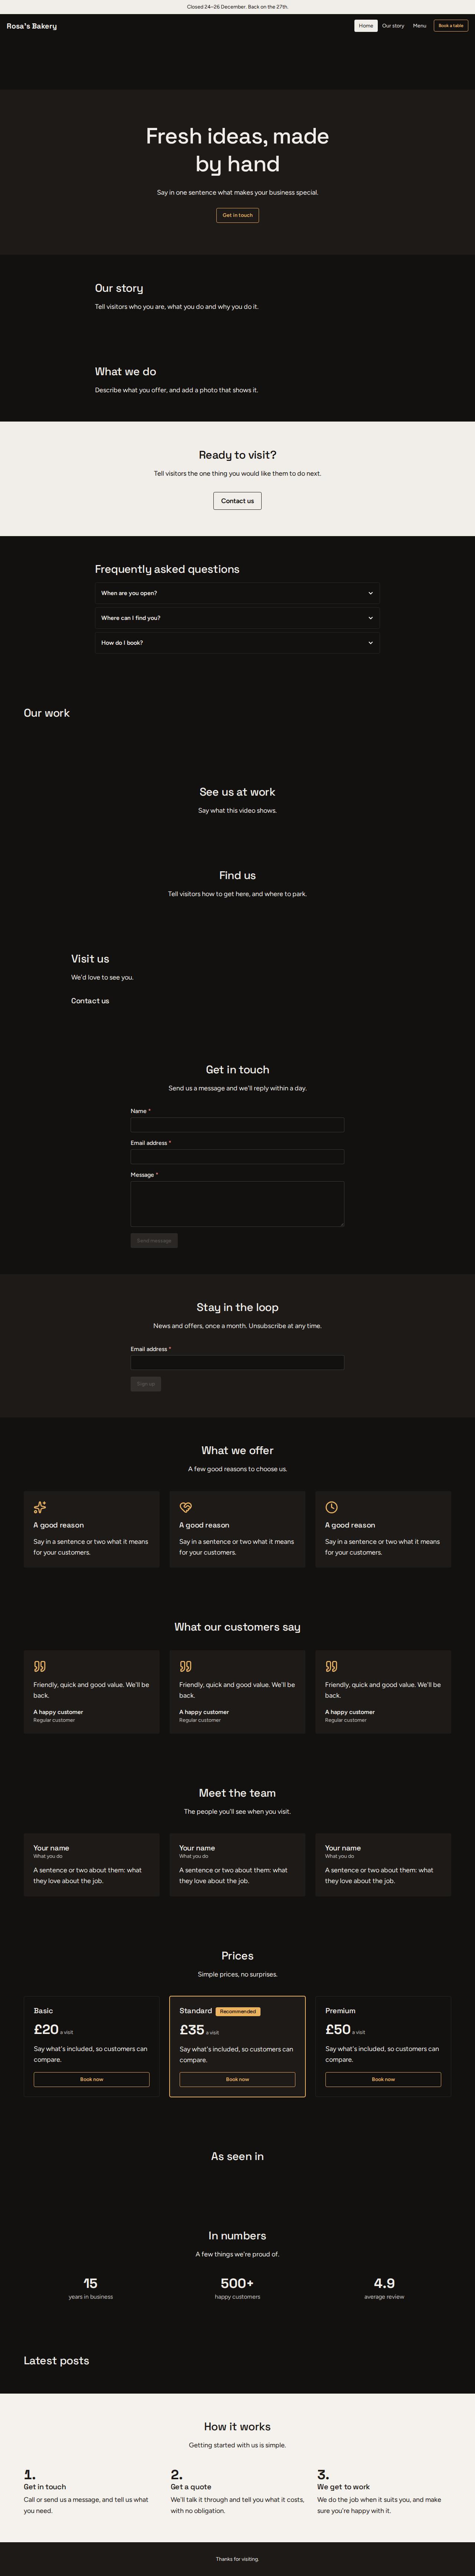 Closed 24–26 December. Back on the 27th.
Rosa's Bakery
Home
Our story
Menu
Book a table
Fresh ideas, made
by hand
Say in one sentence what makes your business special.
Get in touch
Our story
Tell visitors who you are, what you do and why you do it.
What we do
Describe what you offer, and add a photo that shows it.
Ready to visit?
Tell visitors the one thing you would like them to do next.
Contact us
Frequently asked questions
When are you open?
Where can I find you?
How do I book?
Our work
See us at work
Say what this video shows.
Find us
Tell visitors how to get here, and where to park.
Visit us
We'd love to see you.
Contact us
Get in touch
Send us a message and we'll reply within a day.
Name *
Email address *
Message *
Send message
Stay in the loop
News and offers, once a month. Unsubscribe at any time.
Email address *
Sign up
What we offer
A few good reasons to choose us.
A good reason
Say in a sentence or two what it means
for your customers.
A good reason
Say in a sentence or two what it means
for your customers.
A good reason
Say in a sentence or two what it means
for your customers.
What our customers say
Friendly, quick and good value. We'll be
back.
A happy customer
Regular customer
Friendly, quick and good value. We'll be
back.
A happy customer
Regular customer
Friendly, quick and good value. We'll be
back.
A happy customer
Regular customer
Meet the team
The people you'll see when you visit.
Your name
What you do
A sentence or two about them: what
they love about the job.
Your name
What you do
A sentence or two about them: what
they love about the job.
Your name
What you do
A sentence or two about them: what
they love about the job.
Prices
Simple prices, no surprises.
Basic
£20 a visit
Say what's included, so customers can
compare.
Book now
Standard Recommended
£35 a visit
Say what's included, so customers can
compare.
Book now
Premium
£50 a visit
Say what's included, so customers can
compare.
Book now
As seen in
In numbers
A few things we're proud of.
15
years in business
500+
happy customers
4.9
average review
Latest posts
How it works
Getting started with us is simple.
1.
Get in touch
Call or send us a message, and tell us what
you need.
2.
Get a quote
We'll talk it through and tell you what it costs,
with no obligation.
3.
We get to work
We do the job when it suits you, and make
sure you're happy with it.
Thanks for visiting.